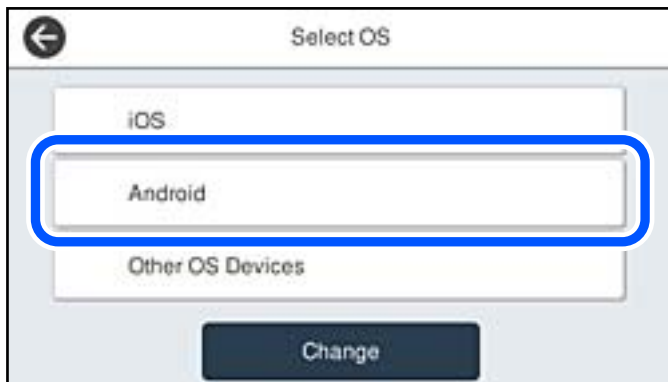 Select OS
iOS
Android
Other OS Devices
Change